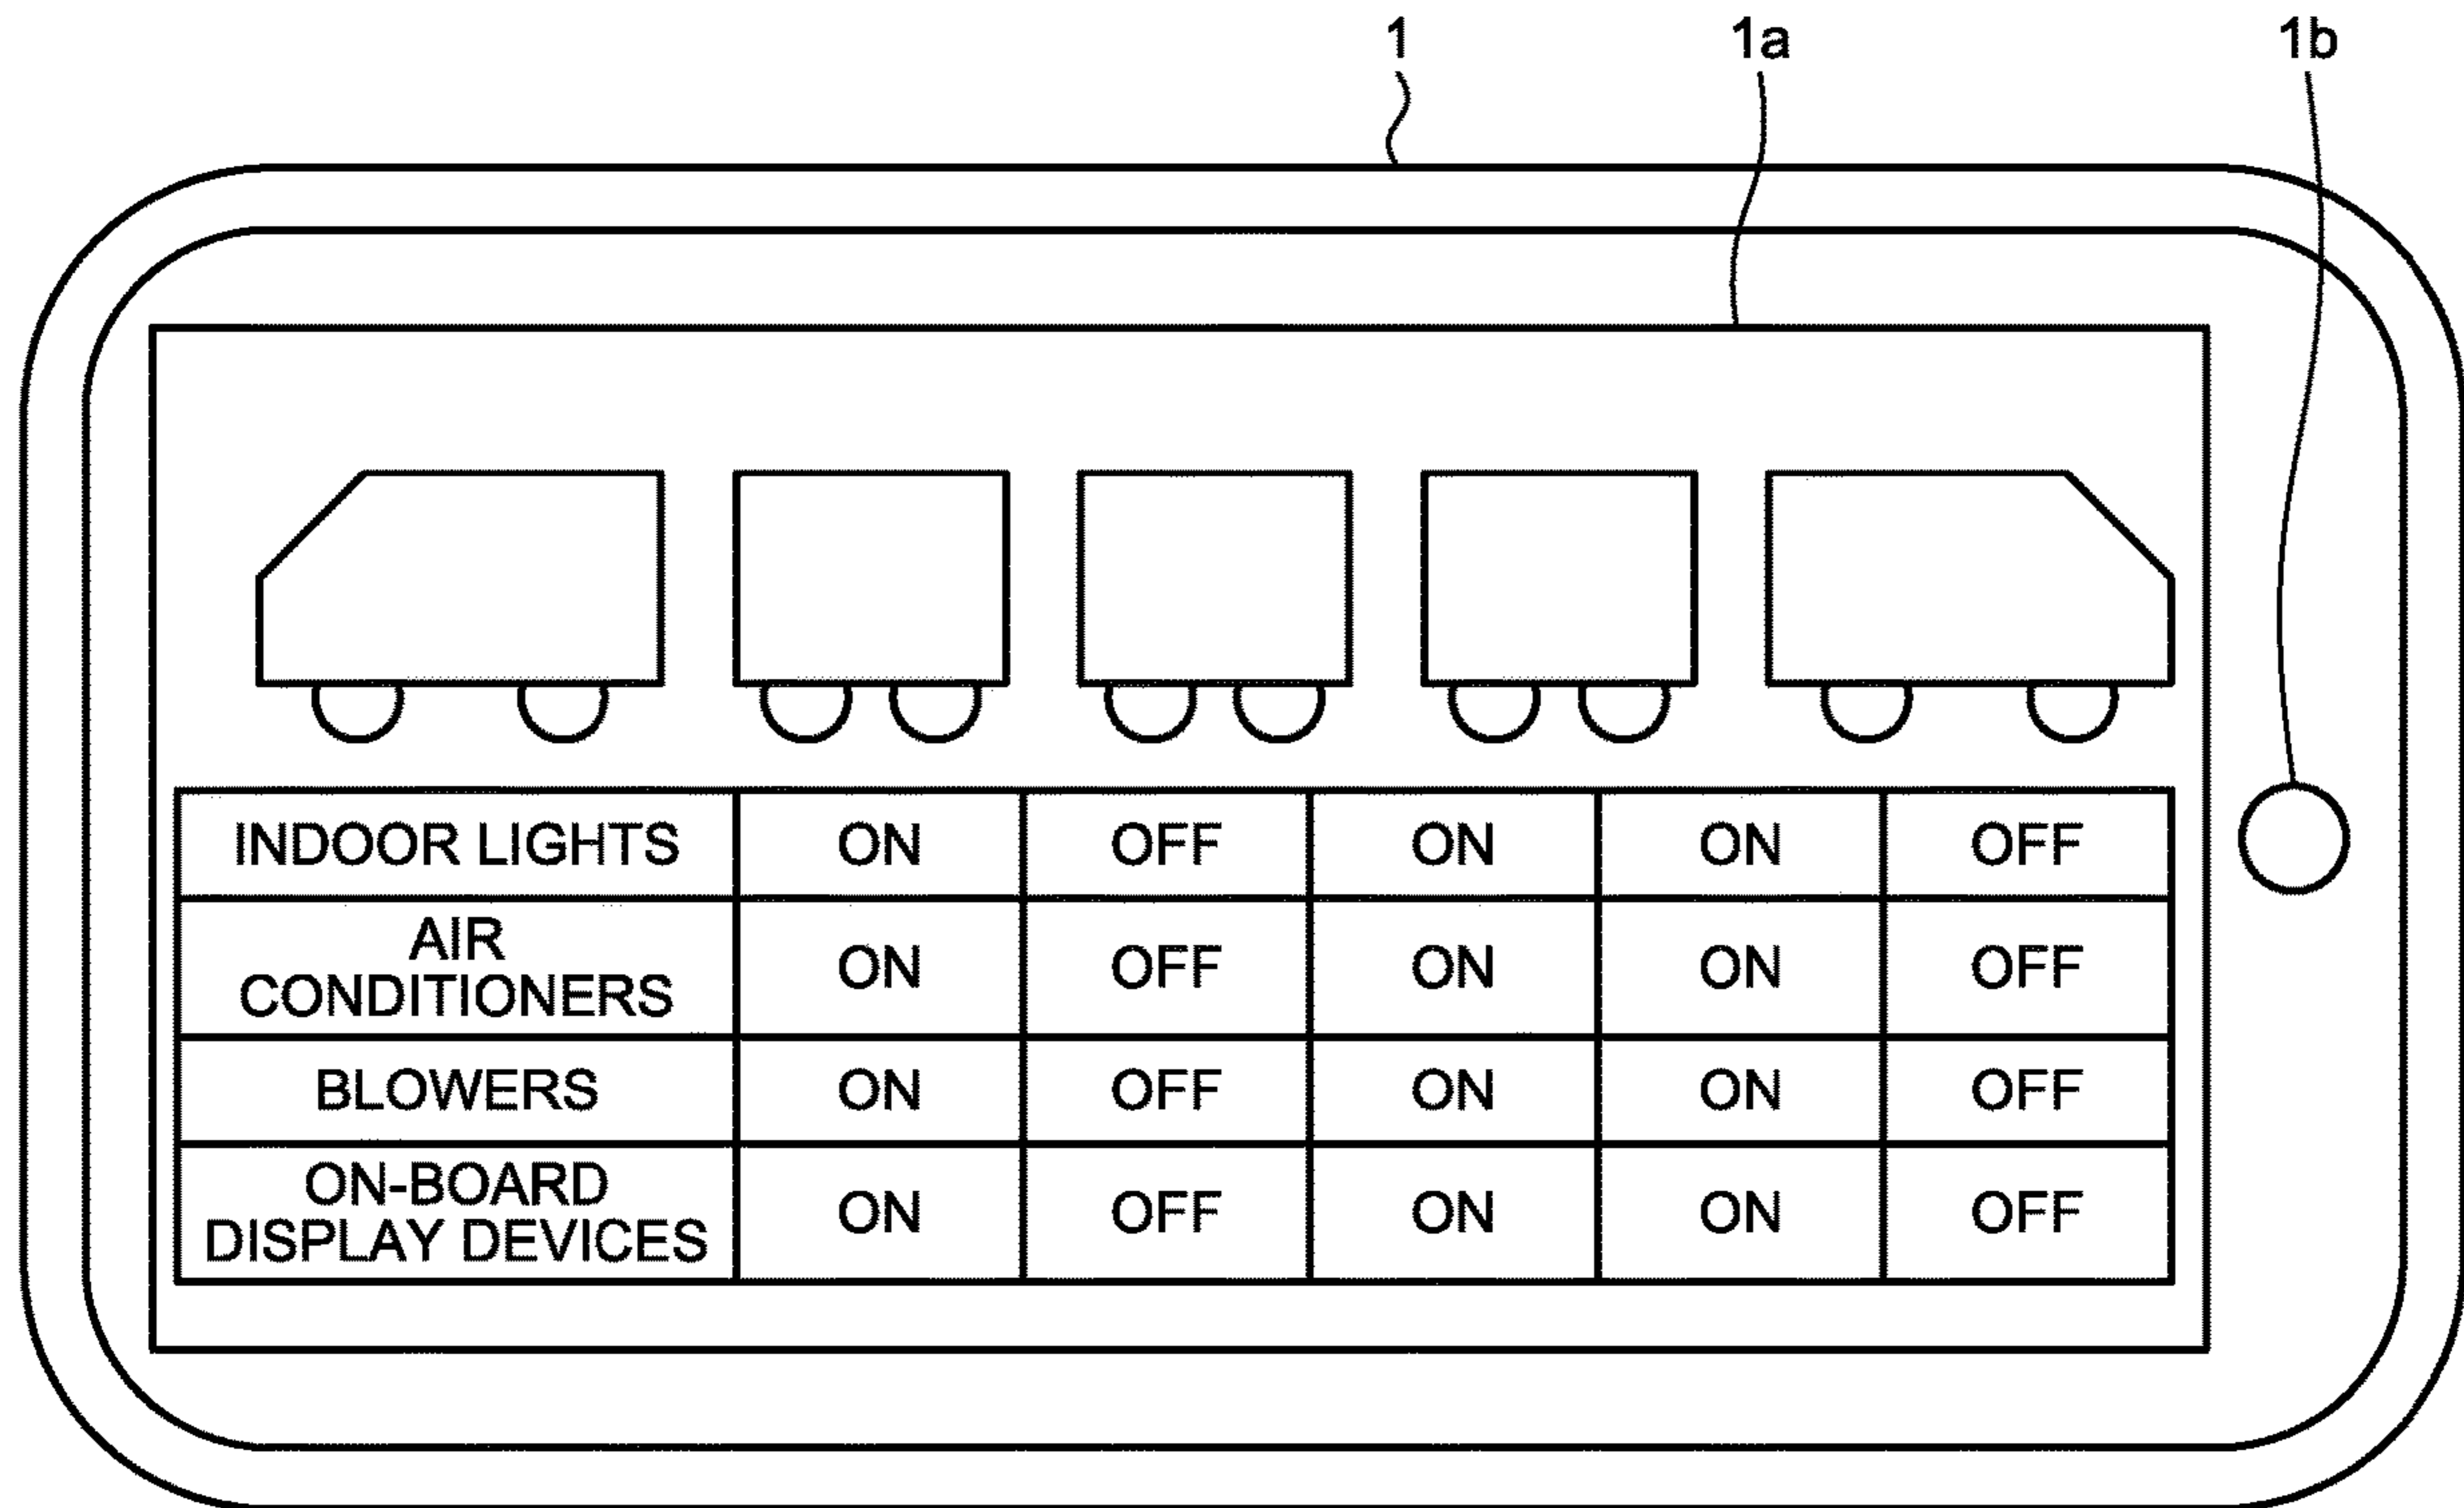 1 1a 1b
INDOOR LIGHTS ON OFF ON ON OFF
AIR
CONDITIONERS ON OFF ON ON OFF
BLOWERS ON OFF ON ON OFF
ON-BOARD
DISPLAY DEVICES ON OFF ON ON OFF